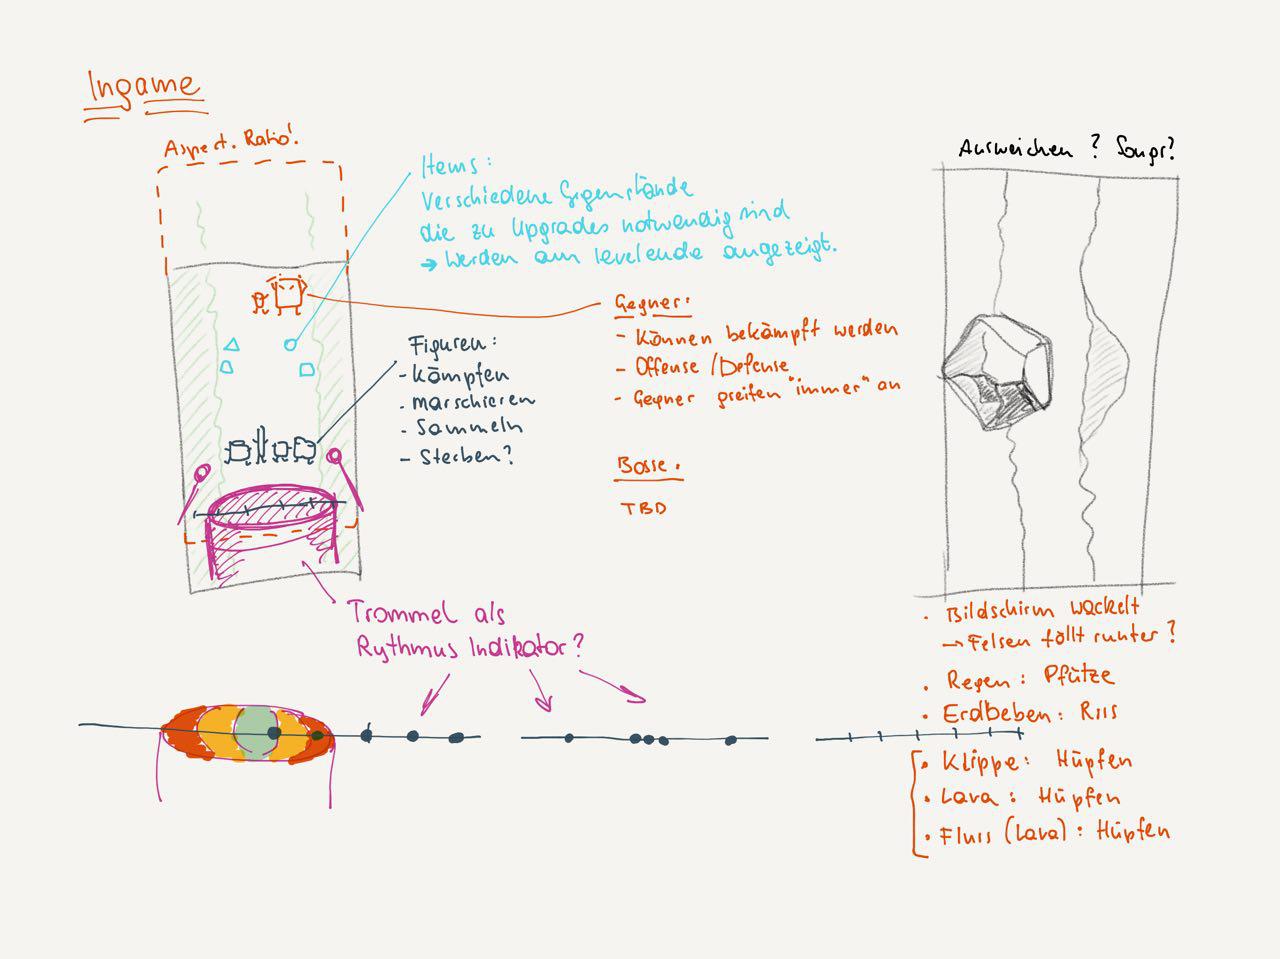 Ingame
Aspect. Ratio!
Items:
Verschiedene Gegenstände
die zu Upgrades notwendig sind
→ Werden am levelende angezeigt.
Gegner:
- Können bekämpft werden
- Offense / Defense
- Gegner greifen "immer" an
Figuren:
- Kämpfen
- Marschieren
- Sammeln
- Sterben?
Bosse.
TBD
Trommel als
Rythmus Indikator?
Ausweichen ?
• Bildschirm wackelt
→ Felsen fällt runter ?
• Regen : Pfütze
• Erdbeben : Riss
• Klippe : Hüpfen
• Lava : Hüpfen
• Fluss (Lava) : Hüpfen